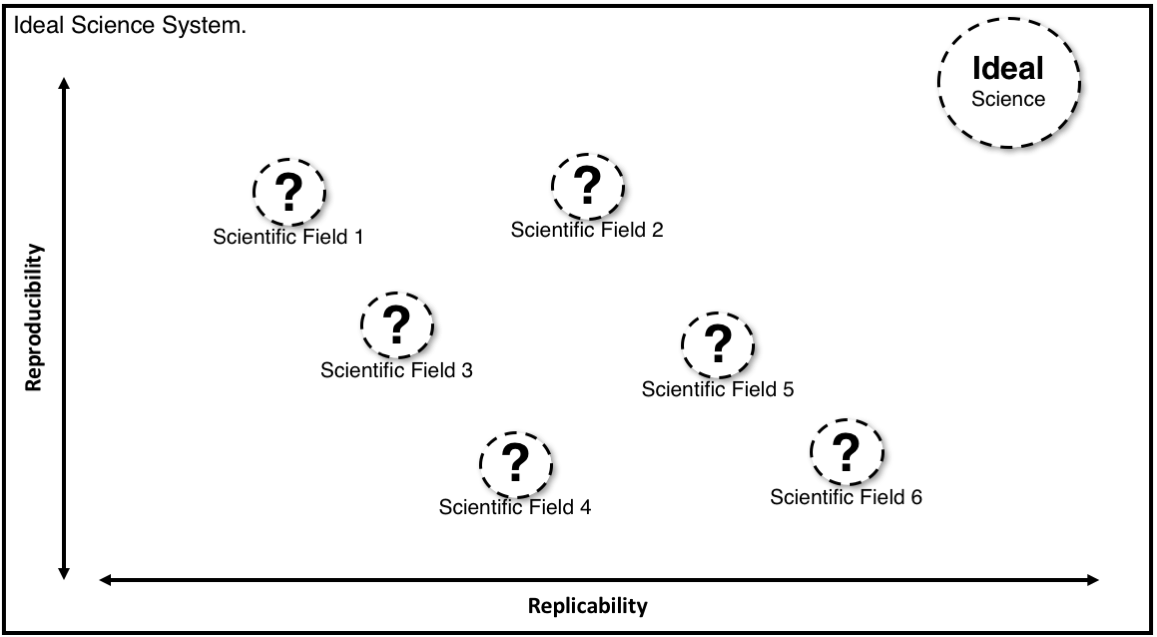 Ideal Science System.
Ideal
Science
?
Scientific Field 1
?
Scientific Field 2
?
Scientific Field 3
?
Scientific Field 5
?
Scientific Field 4
?
Scientific Field 6
Reproducibility
Replicability